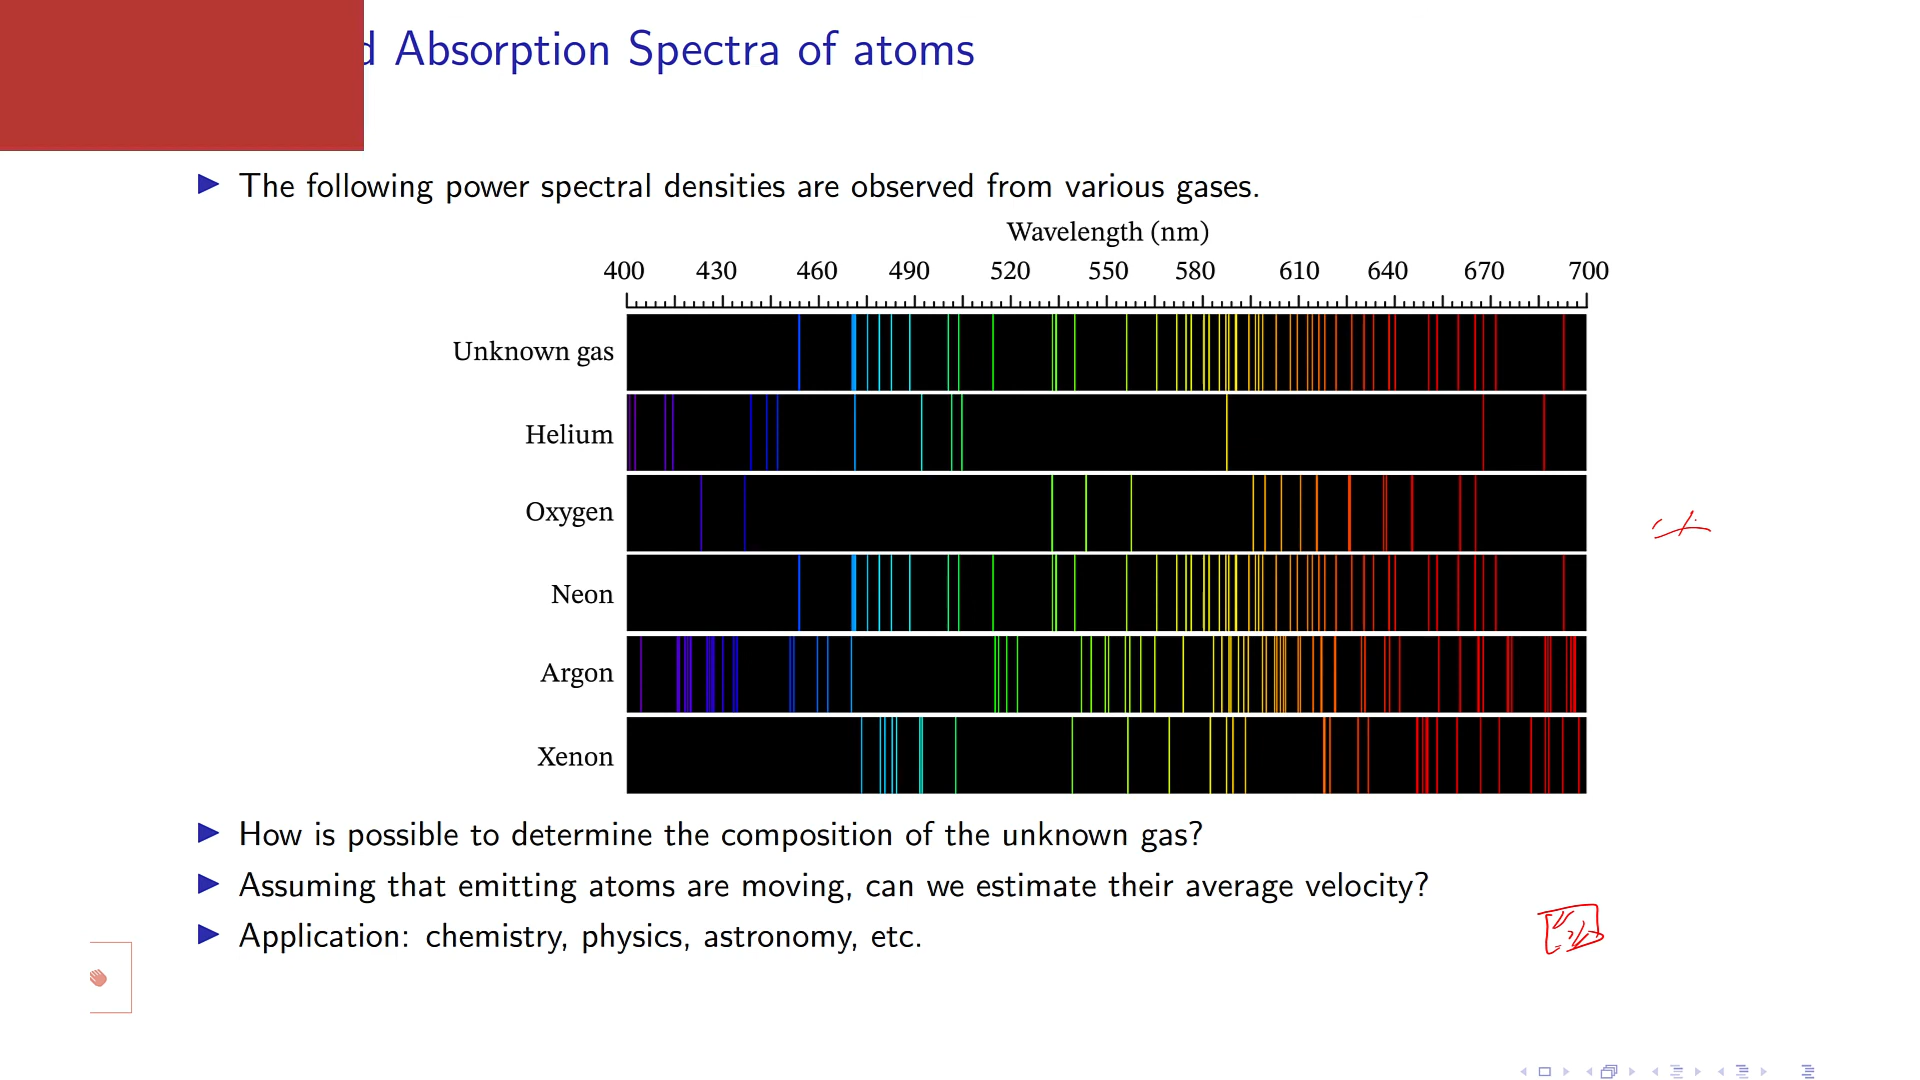 Absorption Spectra of atoms
The following power spectral densities are observed from various gases.
Wavelength (nm)
400 430 460 490 520 550 580 610 640 670 700
Unknown gas
Helium
Oxygen
Neon
Argon
Xenon
How is possible to determine the composition of the unknown gas?
Assuming that emitting atoms are moving, can we estimate their average velocity?
Application: chemistry, physics, astronomy, etc.